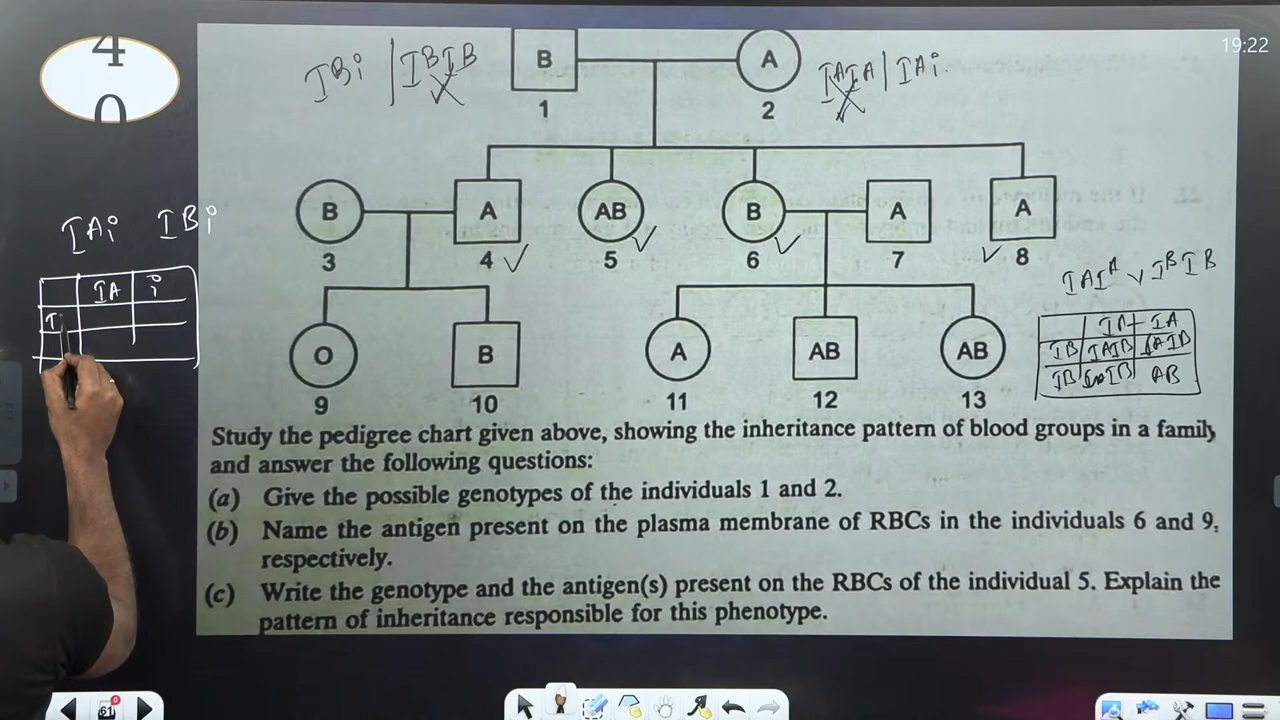 4
0
19:22
IBi | IBIB
B
A
IAIA | IAi
1
2
B
A
AB
B
A
A
3
4
5
6
7
8
IAi IBi
IAIA IBIB
IA i
I
IA IA
IB IAIB IAIB
IB IAIB AB
O
B
A
AB
AB
9
10
11
12
13
Study the pedigree chart given above, showing the inheritance pattern of blood groups in a family
and answer the following questions:
(a) Give the possible genotypes of the individuals 1 and 2.
(b) Name the antigen present on the plasma membrane of RBCs in the individuals 6 and 9,
respectively.
(c) Write the genotype and the antigen(s) present on the RBCs of the individual 5. Explain the
pattern of inheritance responsible for this phenotype.
61